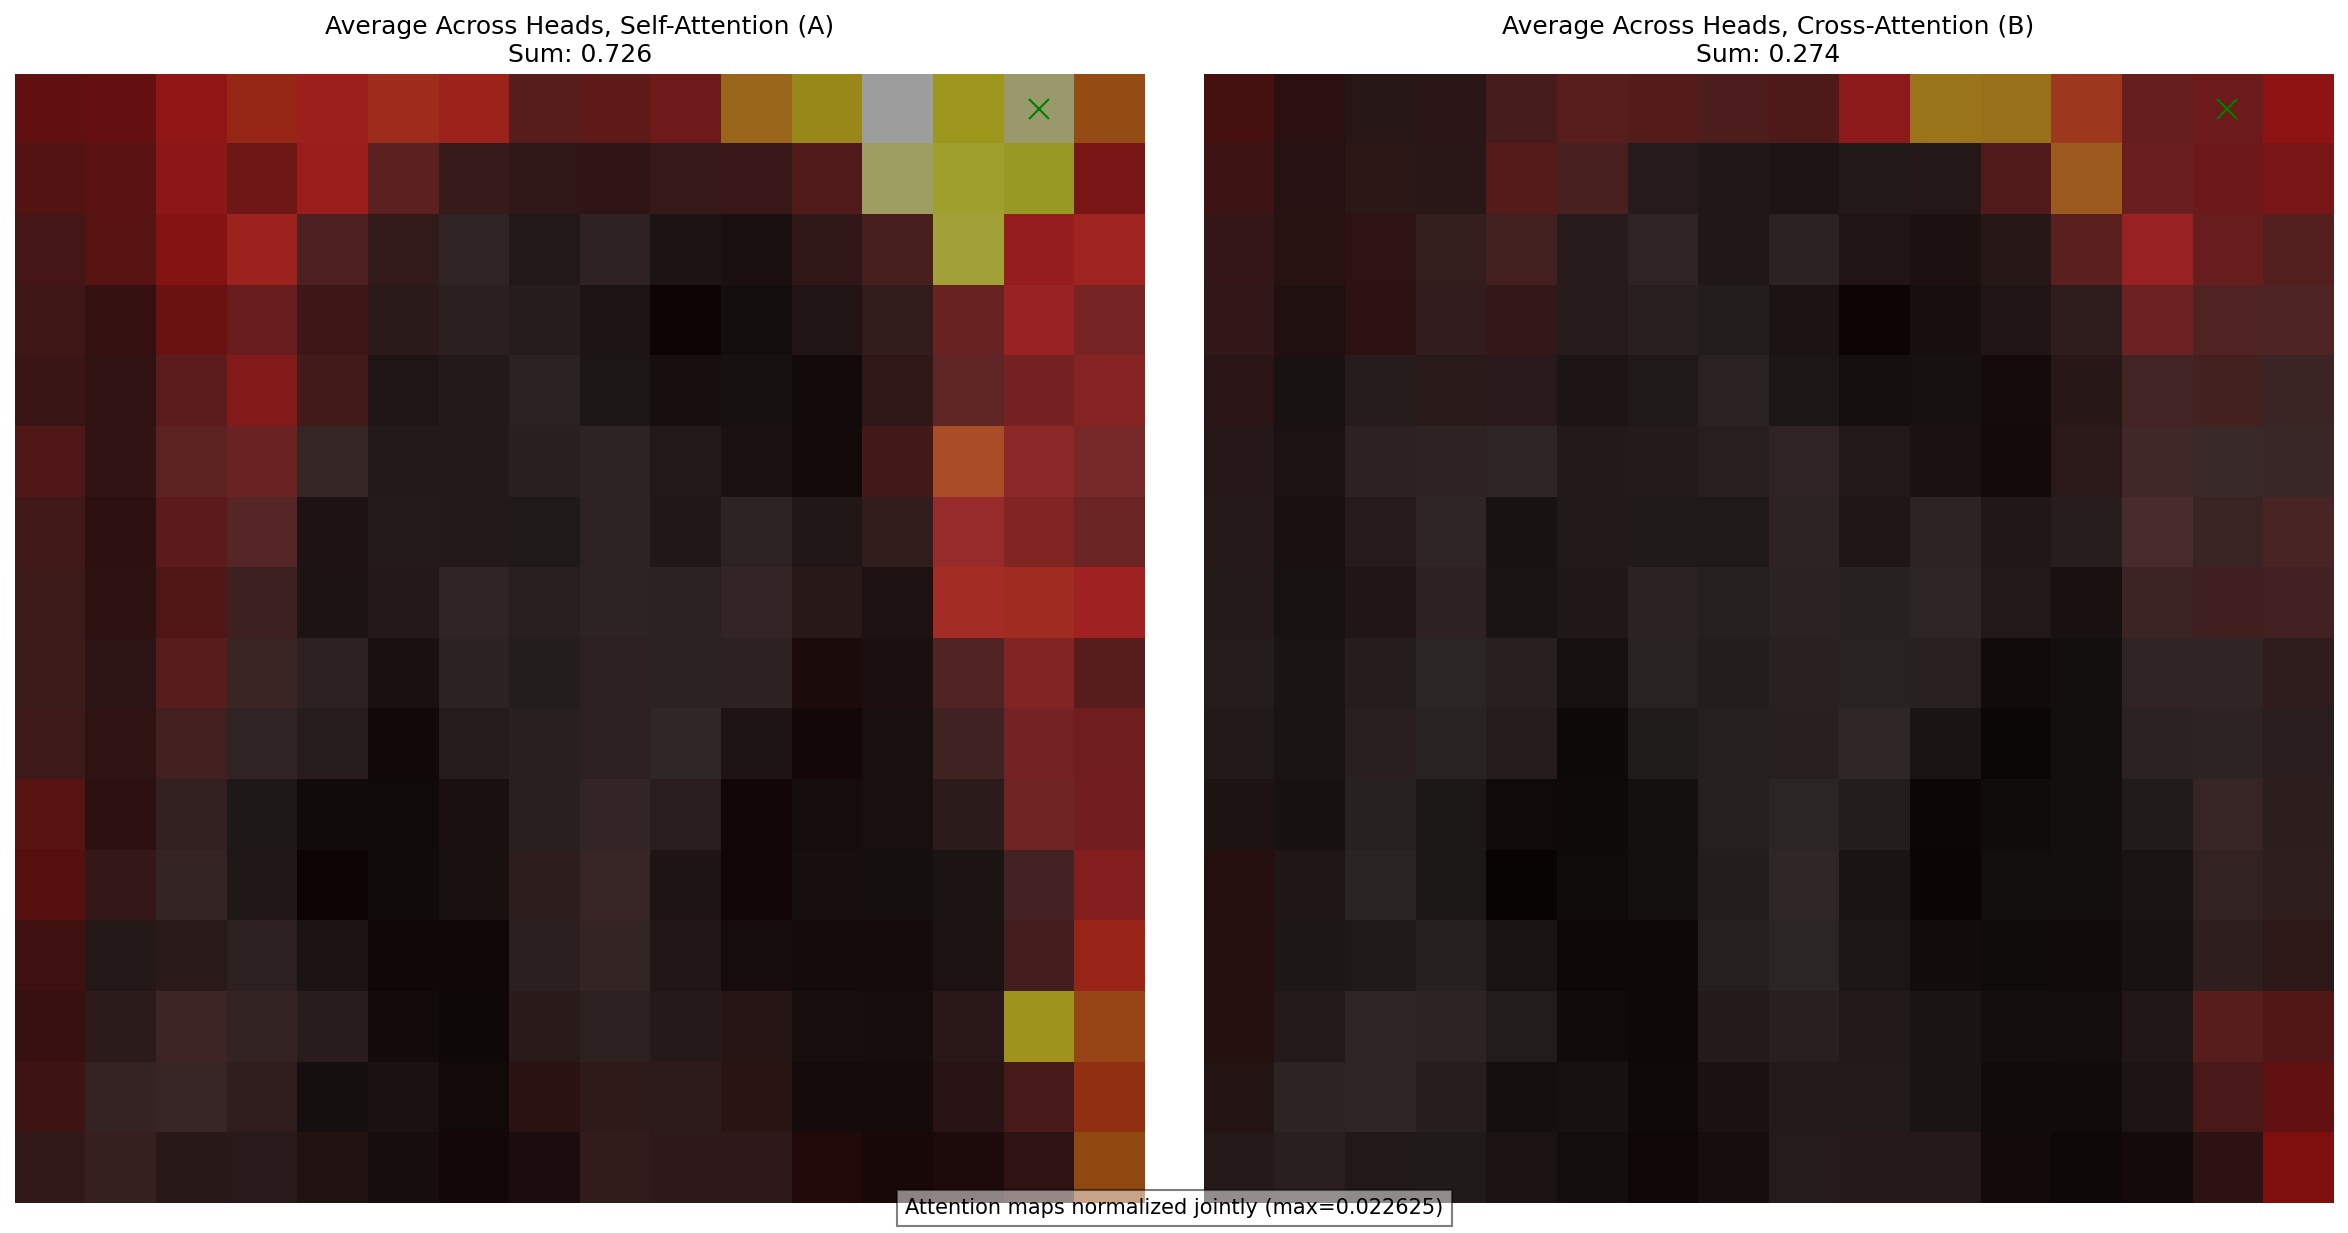 Average Across Heads, Self-Attention (A)
Sum: 0.726
Average Across Heads, Cross-Attention (B)
Sum: 0.274
Attention maps normalized jointly (max=0.022625)